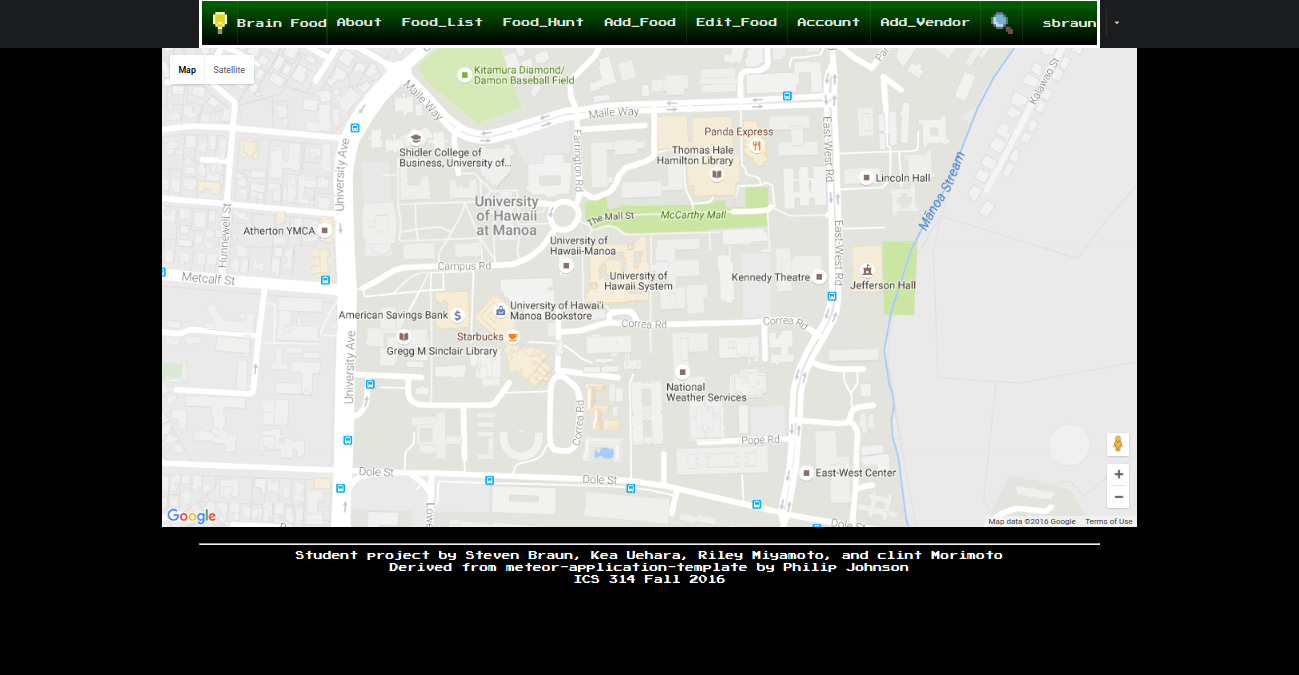 Brain Food About Food_List Food_Hunt Add_Food Edit_Food Account Add_Vendor sbraun
Map Satellite
Kitamura Diamond/
Damon Baseball Field
Kalawao St
Maile Way
Maile Way
Panda Express
Shidler College of
Business, University of...
Farrington Rd
Thomas Hale
Hamilton Library
East-West Rd
University Ave
Lincoln Hall
Mānoa Stream
University
of Hawaii
at Manoa
The Mall St
McCarthy Mall
Hunnewell St
Atherton YMCA
University of
Hawaii-Manoa
East-West Rd
Campus Rd
University of
Hawaii System
Kennedy Theatre
Jefferson Hall
Metcalf St
American Savings Bank
University of Hawai'i
Manoa Bookstore
Correa Rd
Correa Rd
Starbucks
Gregg M Sinclair Library
University Ave
National
Weather Services
Correa Rd
Pope Rd
East-West Center
Dole St
Dole St
Lowe
Dole St
Google
Map data ©2016 Google Terms of Use
Student project by Steven Braun, Kea Uehara, Riley Miyamoto, and clint Morimoto
Derived from meteor-application-template by Philip Johnson
ICS 314 Fall 2016